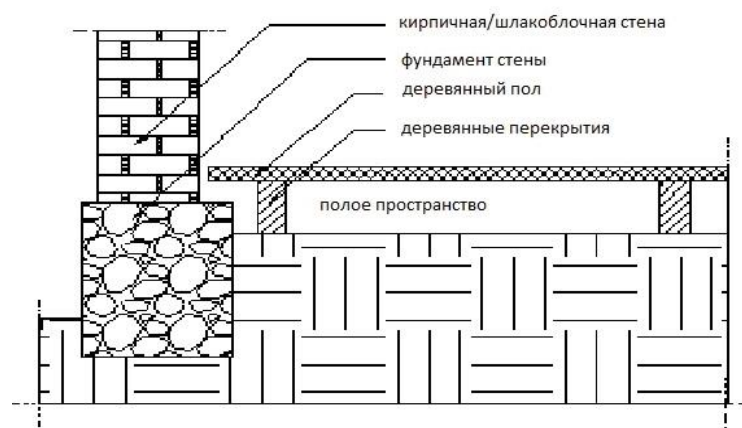 кирпичная/шлакоблочная стена
фундамент стены
деревянный пол
деревянные перекрытия
полое пространство